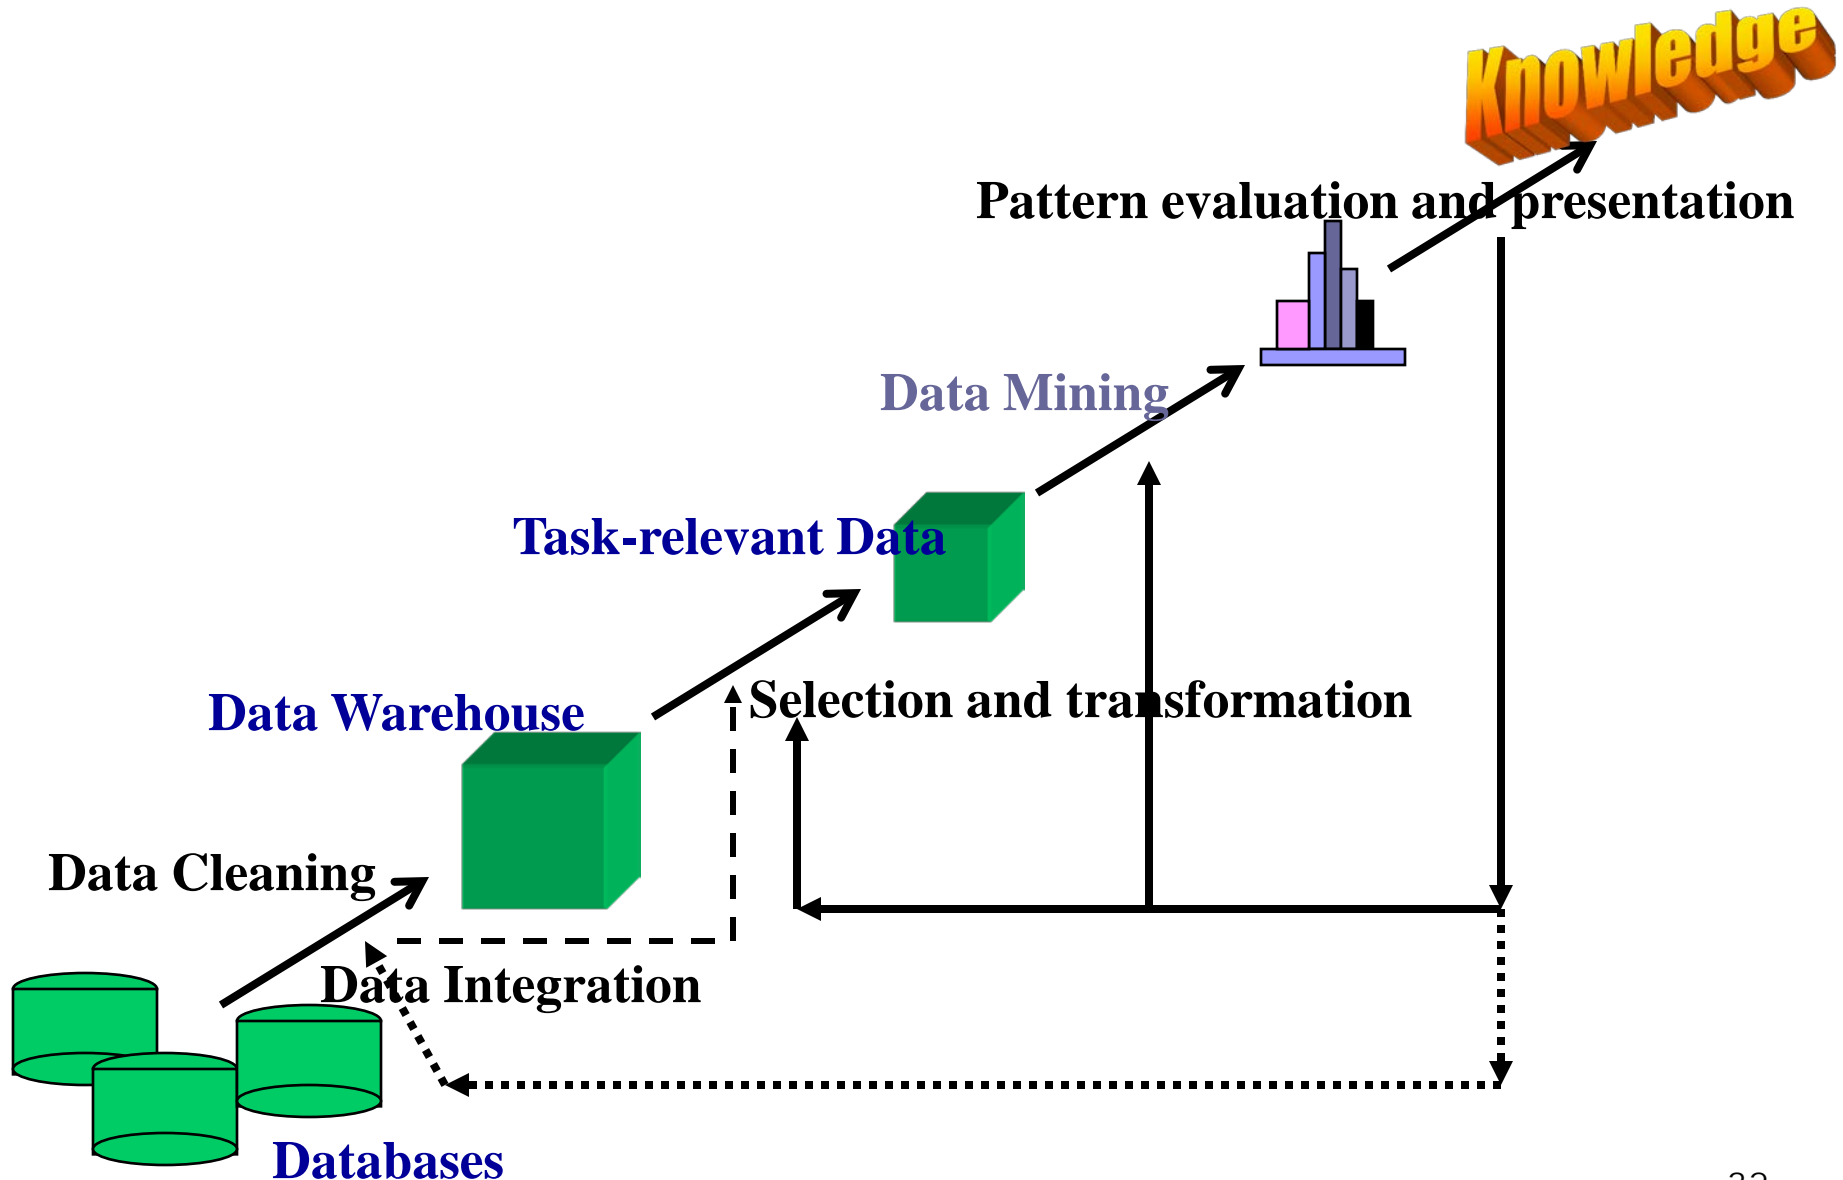 Knowledge
Pattern evaluation and presentation
Data Mining
Task-relevant Data
Selection and transformation
Data Warehouse
Data Cleaning
Data Integration
Databases